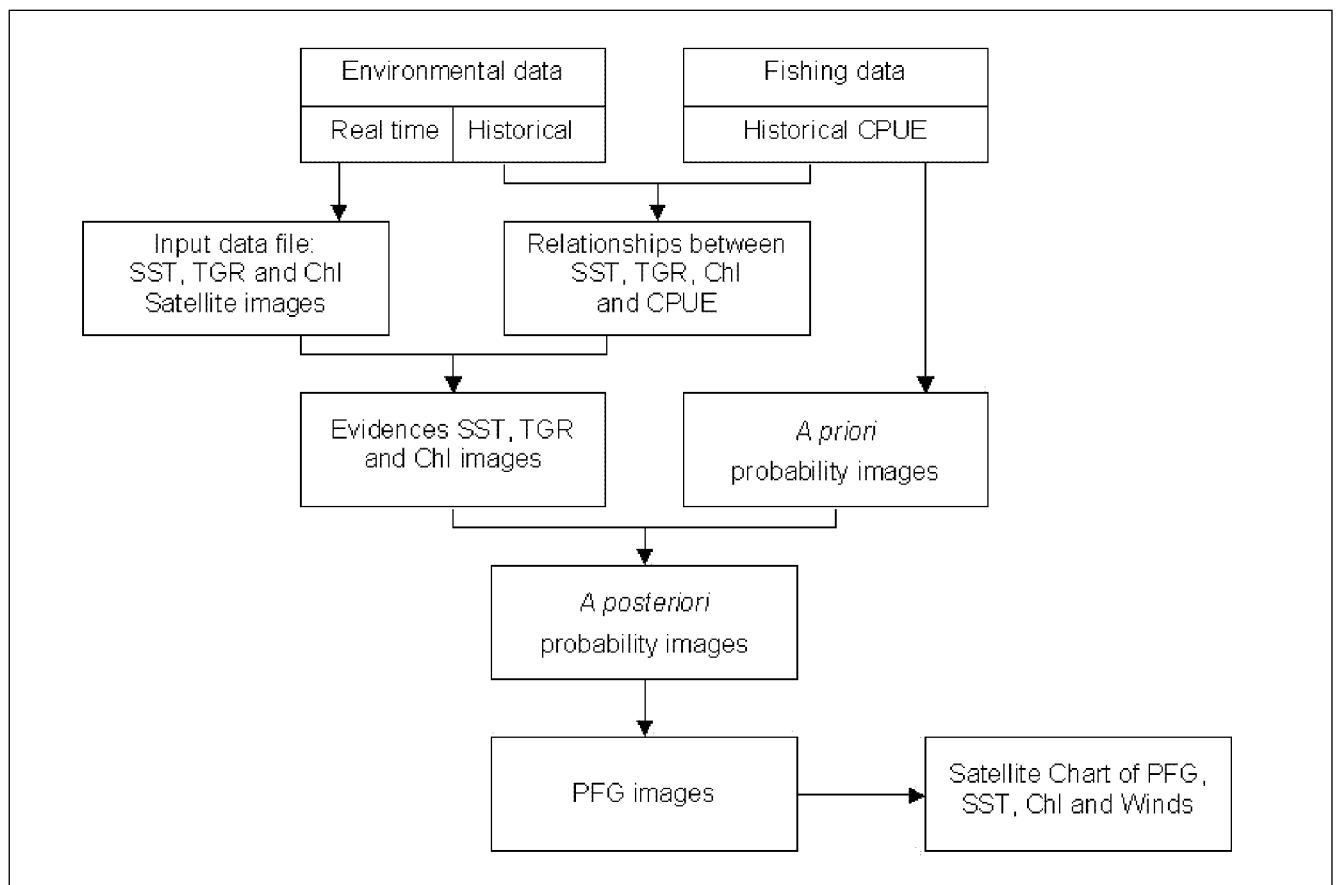 Environmental data
Fishing data
Real time
Historical
Historical CPUE
Input data file:
SST, TGR and Chl
Satellite images
Relationships between
SST, TGR, Chl
and CPUE
Evidences SST, TGR
and Chl images
A priori
probability images
A posteriori
probability images
PFG images
Satellite Chart of PFG,
SST, Chl and Winds